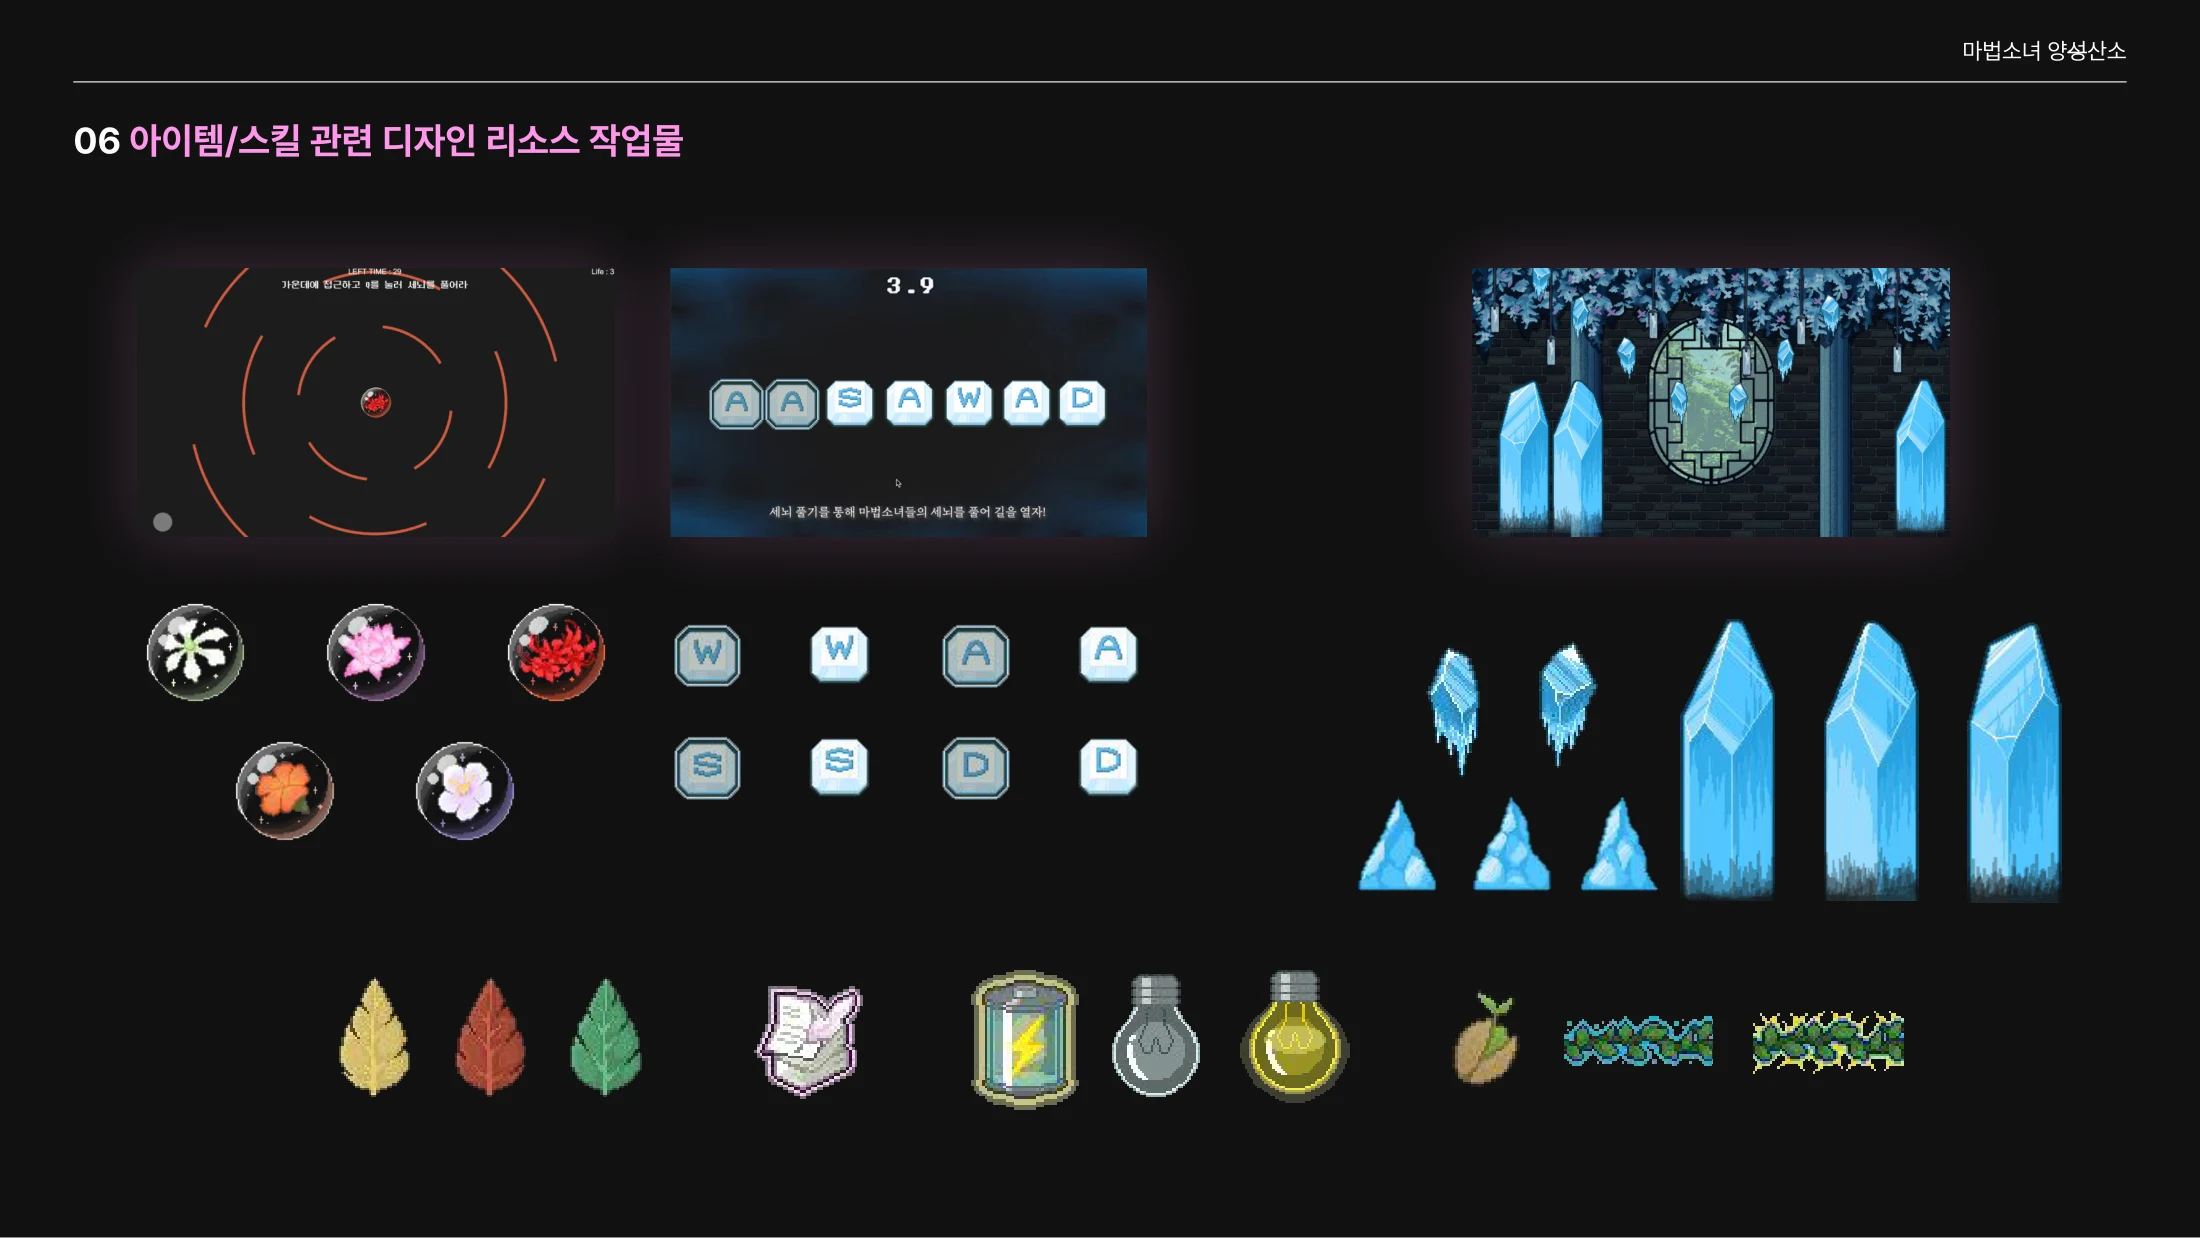 마법소녀 양성산소
06 아이템/스킬 관련 디자인 리소스 작업물
LEFT TIME : 29
Life : 3
가운데에 접근하고 q를 눌러 세뇌를 풀어라
3.9
A A S A W A D
세뇌 풀기를 통해 마법소녀들의 세뇌를 풀어 길을 열자!
W W A A
S S D D